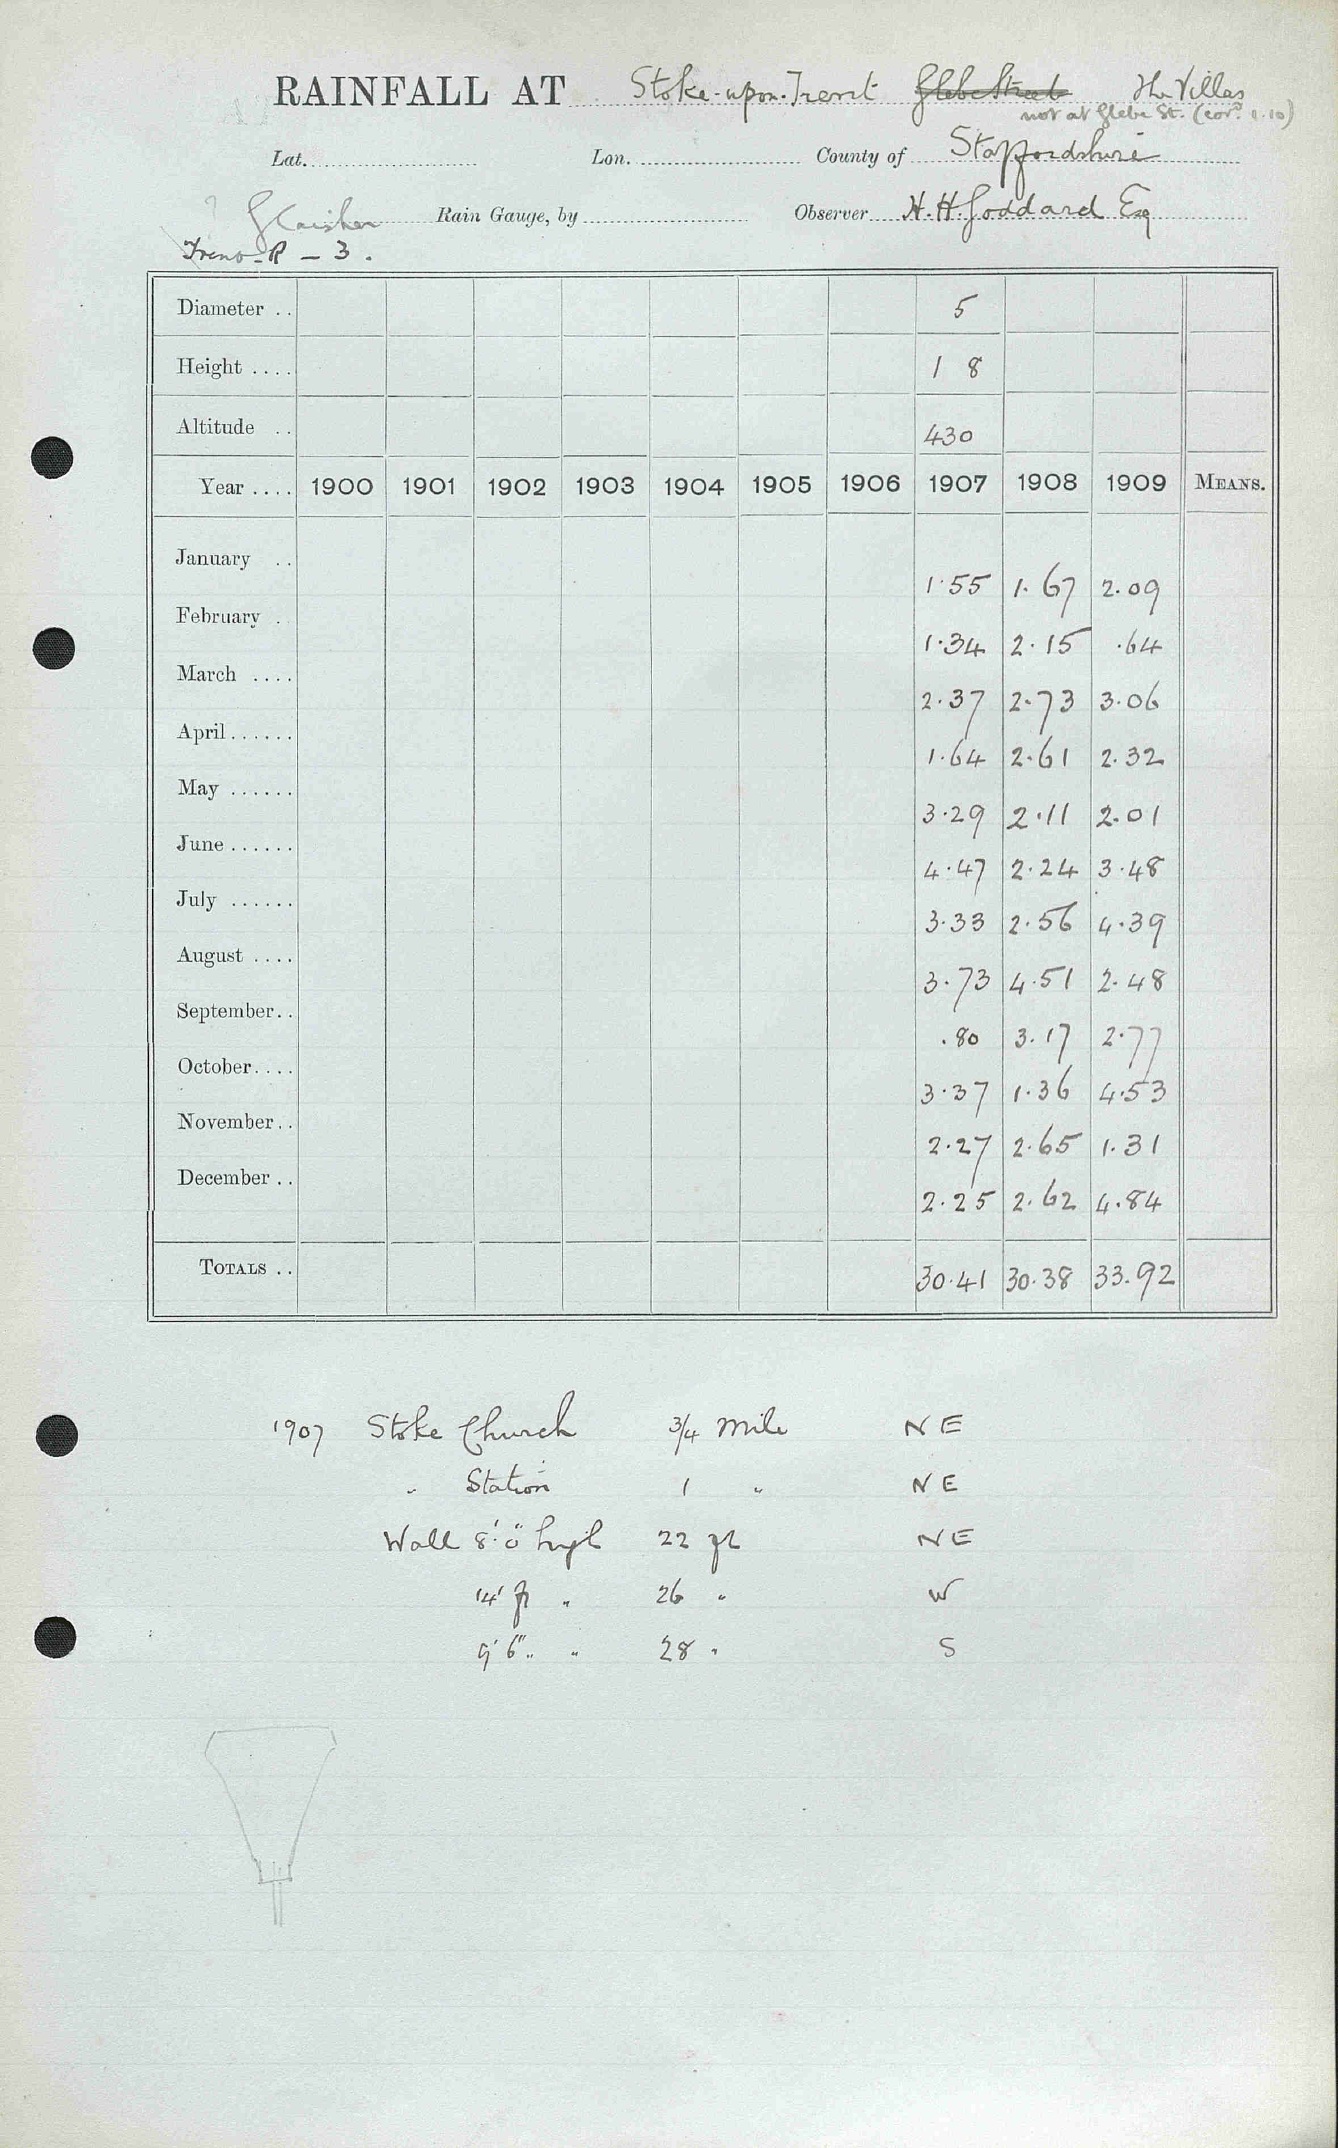 RAINFALL AT Stoke-upon-Trent Glebe Street The Villas
not at Glebe St. (cor. 1.10)
Lat. Lon. County of Staffordshire
? Glaisher Rain Gauge, by Observer H. H. Goddard Esq
Trent R - 3.
Diameter .. 5
Height .... 1 8
Altitude .. 430
Year .... 1900 1901 1902 1903 1904 1905 1906 1907 1908 1909 MEANS.
January .. 1.55 1.67 2.09
February . 1.34 2.15 .64
March .... 2.37 2.73 3.06
April...... 1.64 2.61 2.32
May ...... 3.29 2.11 2.01
June ...... 4.47 2.24 3.48
July ...... 3.33 2.56 4.39
August .... 3.73 4.51 2.48
September.. .80 3.17 2.77
October.... 3.37 1.36 4.53
November.. 2.27 2.65 1.31
December .. 2.25 2.62 4.84
TOTALS .. 30.41 30.38 33.92
1907 Stoke Church 3/4 Mile NE
" Station 1 " NE
Wall 8'.0" high 22 ft NE
14' ft " 26 " W
9' 6" " " 28 " S